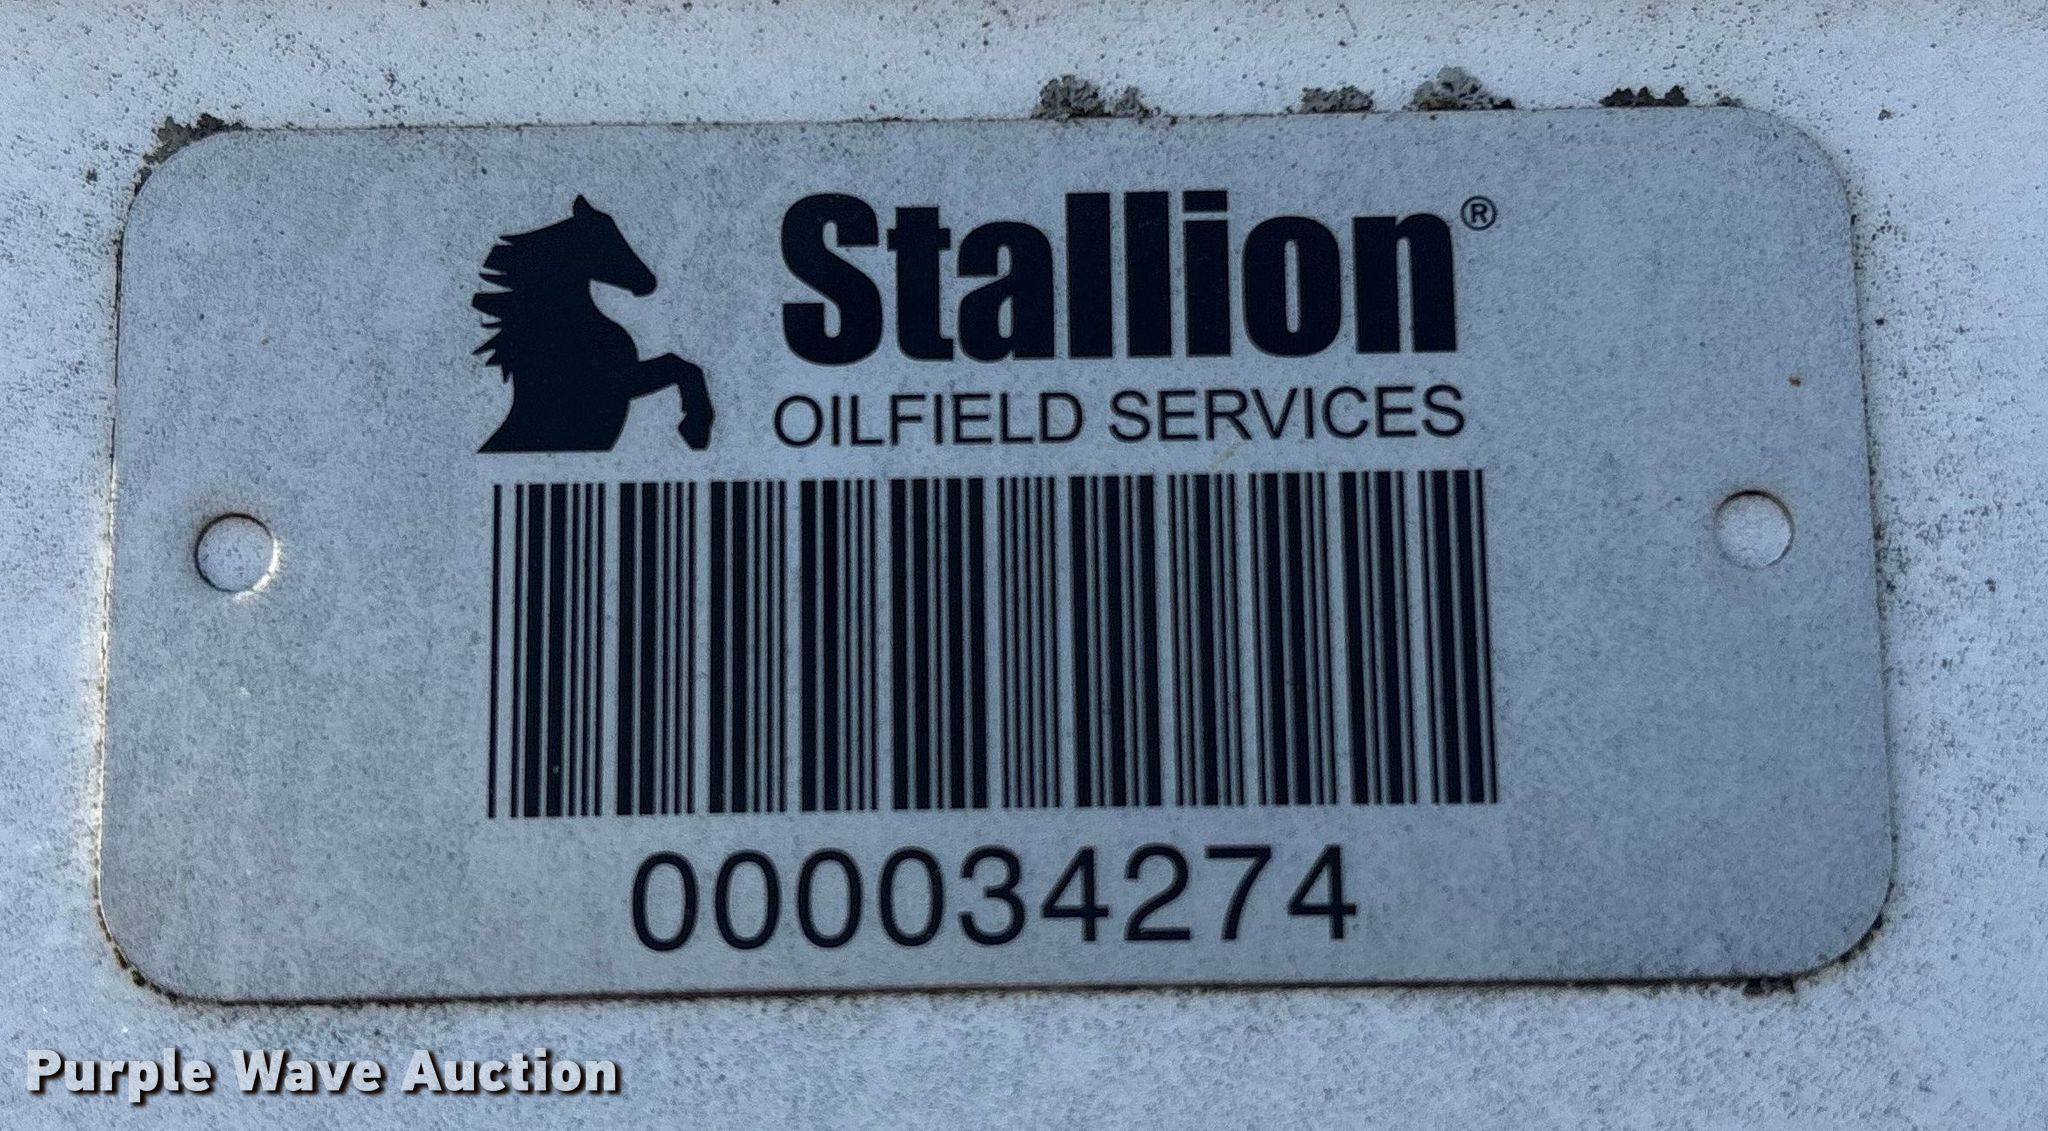 Stallion®
OILFIELD SERVICES
000034274
Purple Wave Auction